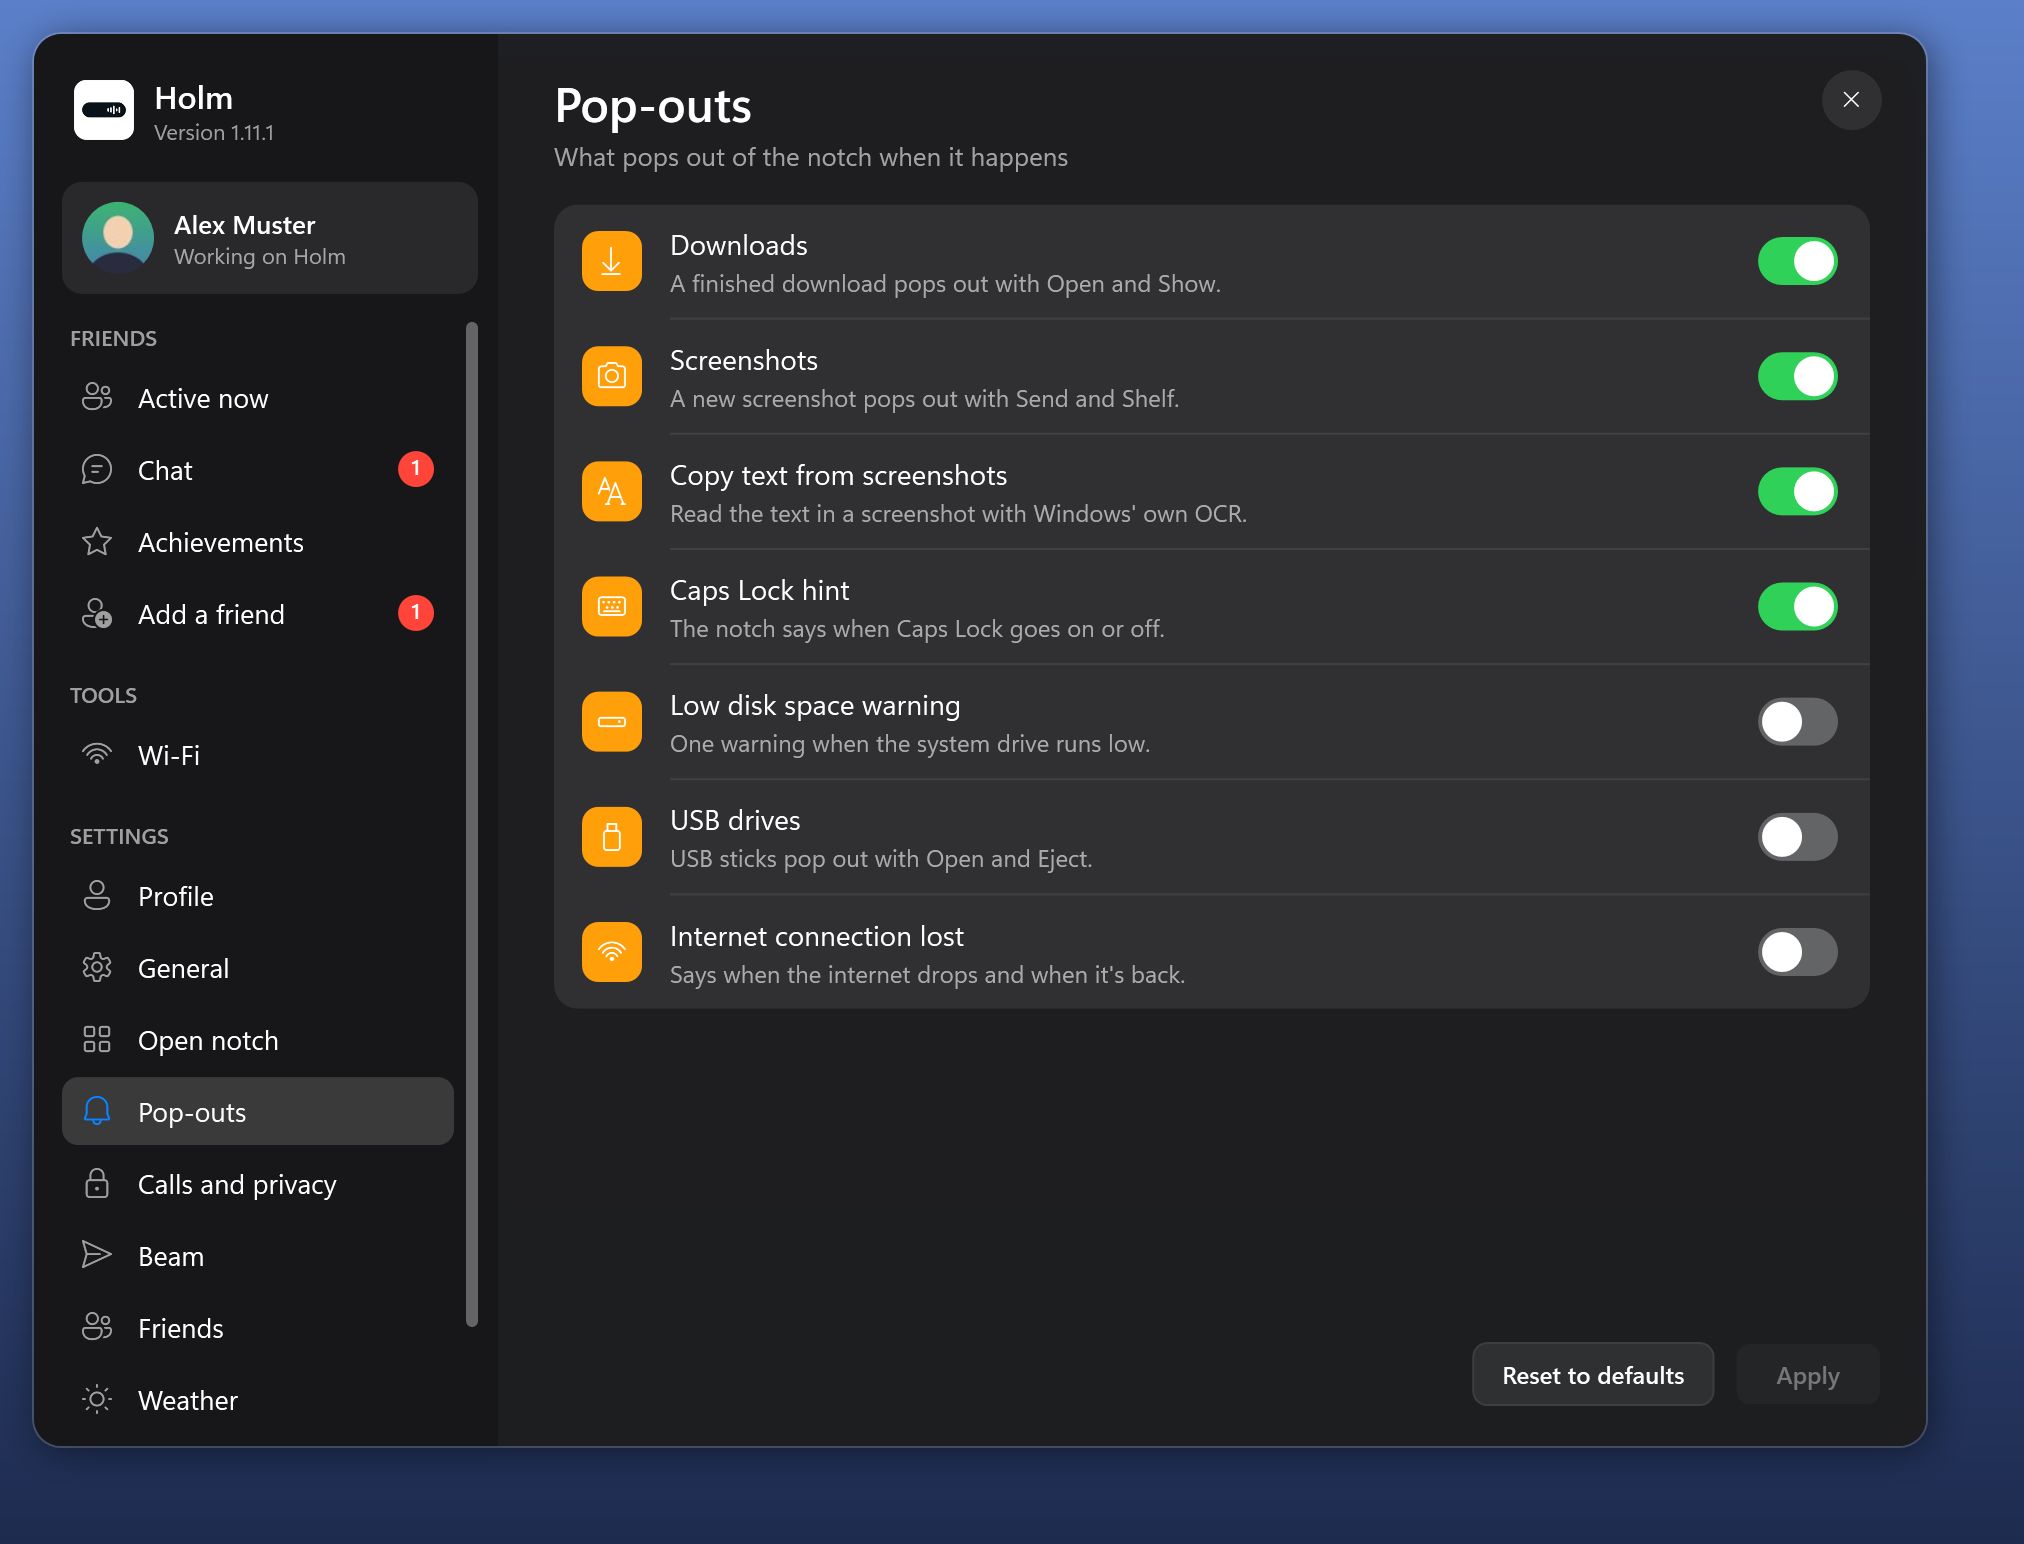 Holm
Version 1.11.1
Alex Muster
Working on Holm
FRIENDS
Active now
Chat
1
Achievements
Add a friend
1
TOOLS
Wi-Fi
SETTINGS
Profile
General
Open notch
Pop-outs
Calls and privacy
Beam
Friends
Weather
Pop-outs
What pops out of the notch when it happens
Downloads
A finished download pops out with Open and Show.
Screenshots
A new screenshot pops out with Send and Shelf.
Copy text from screenshots
Read the text in a screenshot with Windows' own OCR.
Caps Lock hint
The notch says when Caps Lock goes on or off.
Low disk space warning
One warning when the system drive runs low.
USB drives
USB sticks pop out with Open and Eject.
Internet connection lost
Says when the internet drops and when it's back.
Reset to defaults
Apply